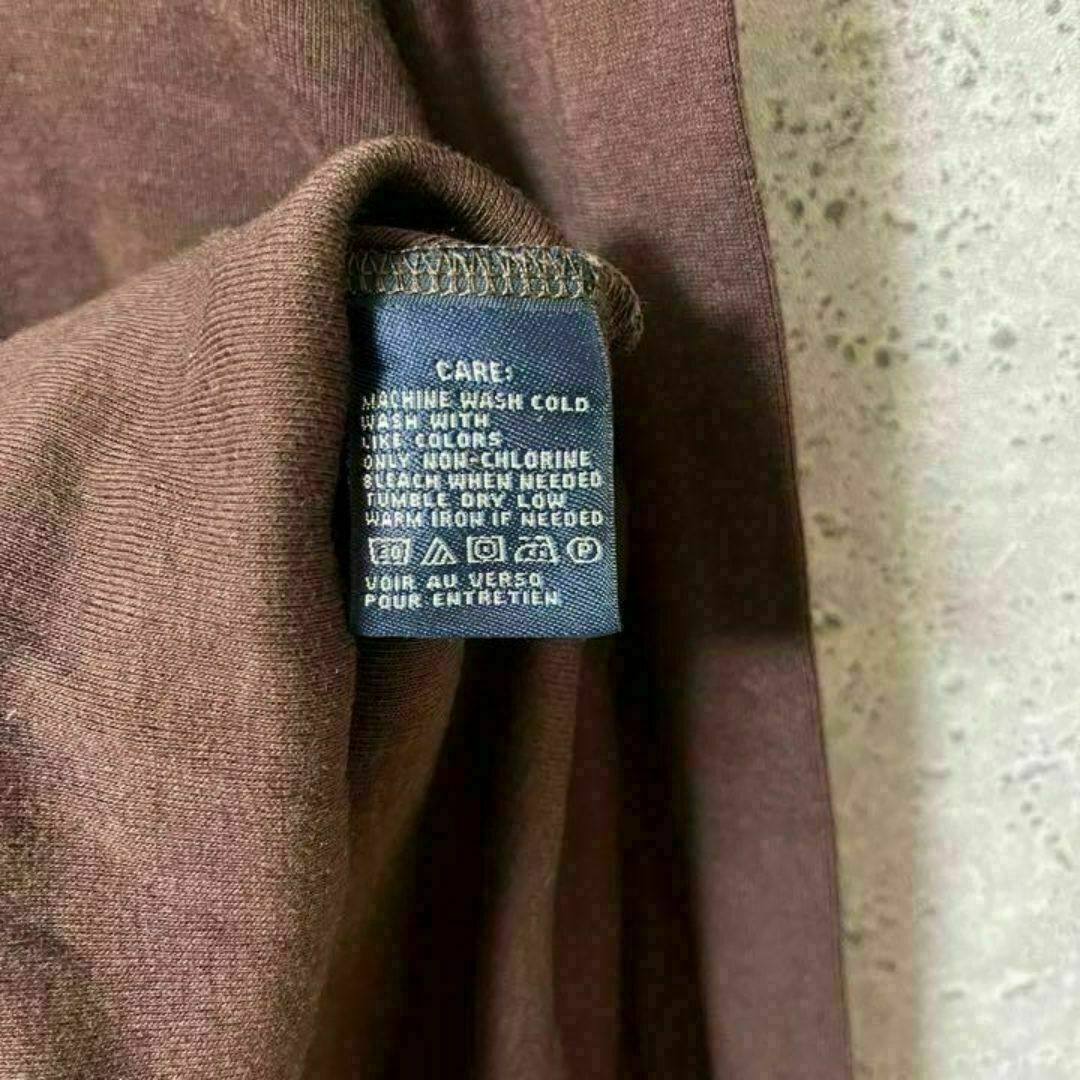 CARE:
MACHINE WASH COLD
WASH WITH
LIKE COLORS
ONLY NON-CHLORINE
BLEACH WHEN NEEDED
TUMBLE DRY LOW
WARM IRON IF NEEDED
P
VOIR AU VERSO
POUR ENTRETIEN